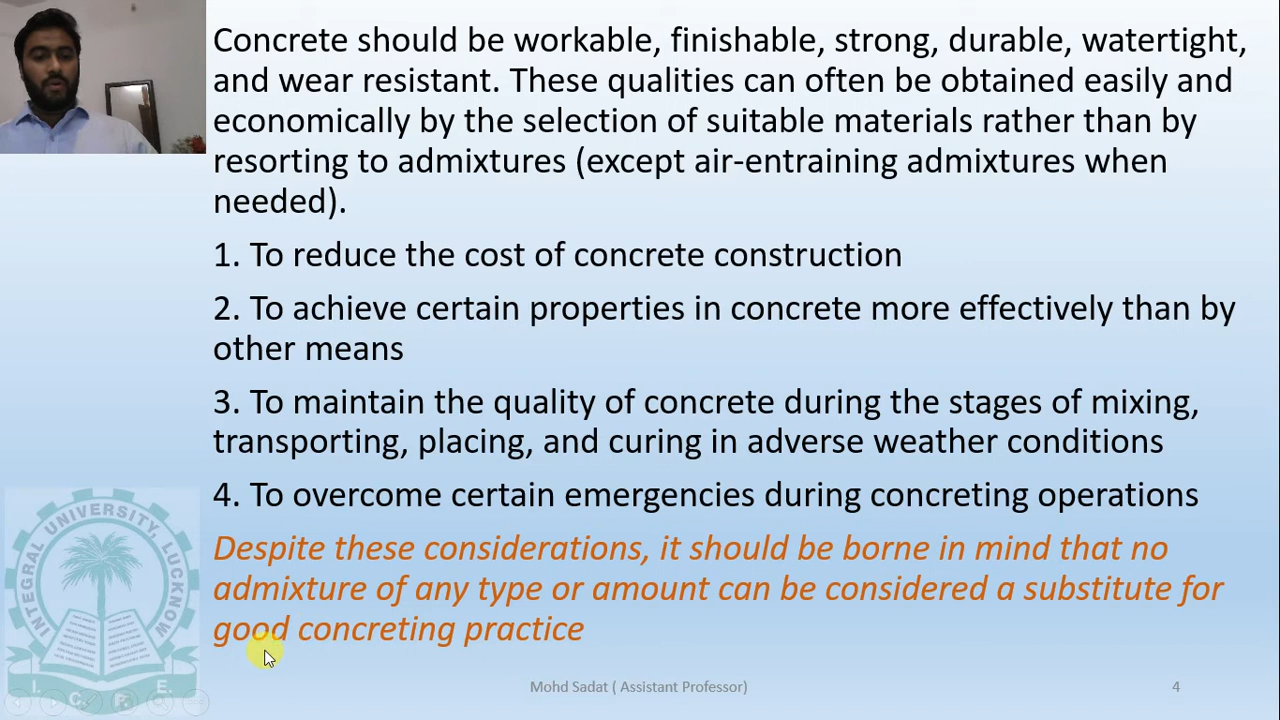 Concrete should be workable, finishable, strong, durable, watertight,
and wear resistant. These qualities can often be obtained easily and
economically by the selection of suitable materials rather than by
resorting to admixtures (except air-entraining admixtures when
needed).
1. To reduce the cost of concrete construction
2. To achieve certain properties in concrete more effectively than by
other means
3. To maintain the quality of concrete during the stages of mixing,
transporting, placing, and curing in adverse weather conditions
4. To overcome certain emergencies during concreting operations
Despite these considerations, it should be borne in mind that no
admixture of any type or amount can be considered a substitute for
good concreting practice
INTEGRAL UNIVERSITY, LUCKNOW
Mohd Sadat ( Assistant Professor)
4